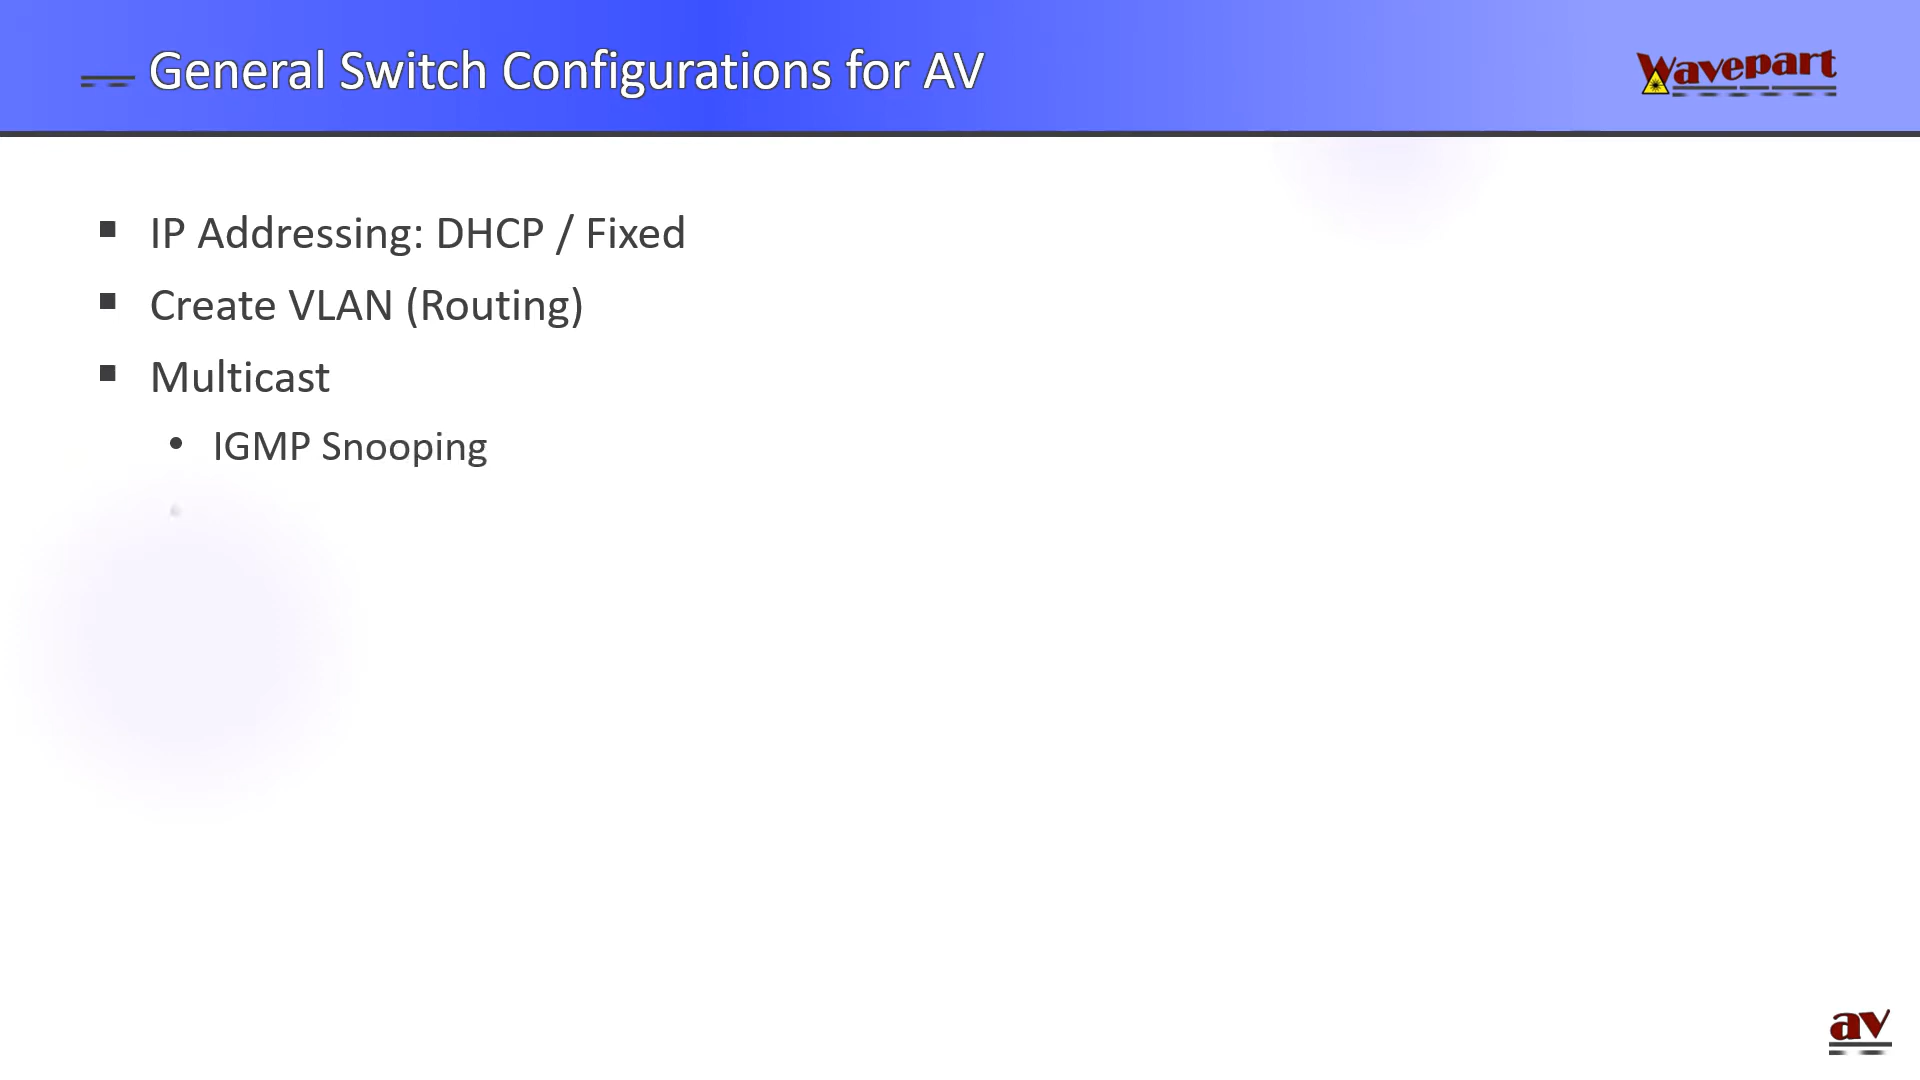 General Switch Configurations for AV
Wavepart
IP Addressing: DHCP / Fixed
Create VLAN (Routing)
Multicast
IGMP Snooping
av